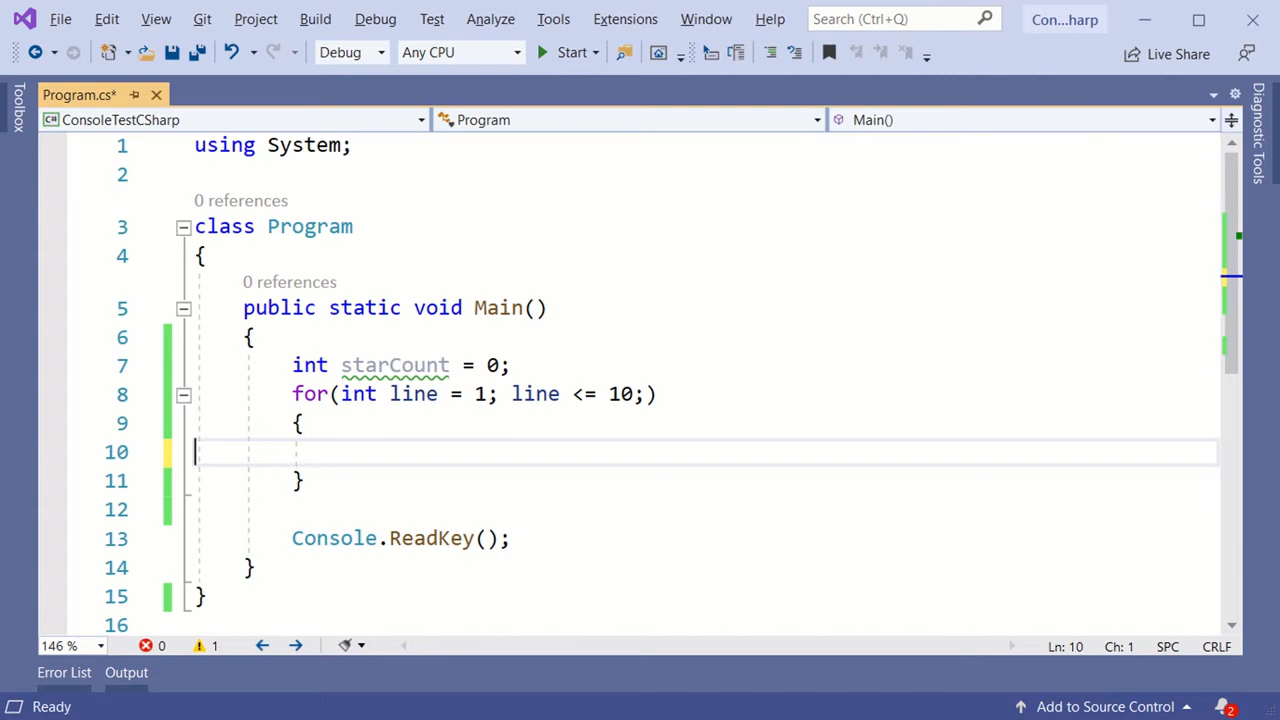 File Edit View Git Project Build Debug Test Analyze Tools Extensions Window Help Search (Ctrl+Q) Con...harp
Debug Any CPU Start Live Share
Toolbox
Program.cs*
Diagnostic Tools
C# ConsoleTestCSharp Program Main()
1 using System;
2
0 references
3 class Program
4 {
0 references
5 public static void Main()
6 {
7 int starCount = 0;
8 for(int line = 1; line <= 10;)
9 {
10
11 }
12
13 Console.ReadKey();
14 }
15 }
16
146 % 0 1 Ln: 10 Ch: 1 SPC CRLF
Error List Output
Ready Add to Source Control 2